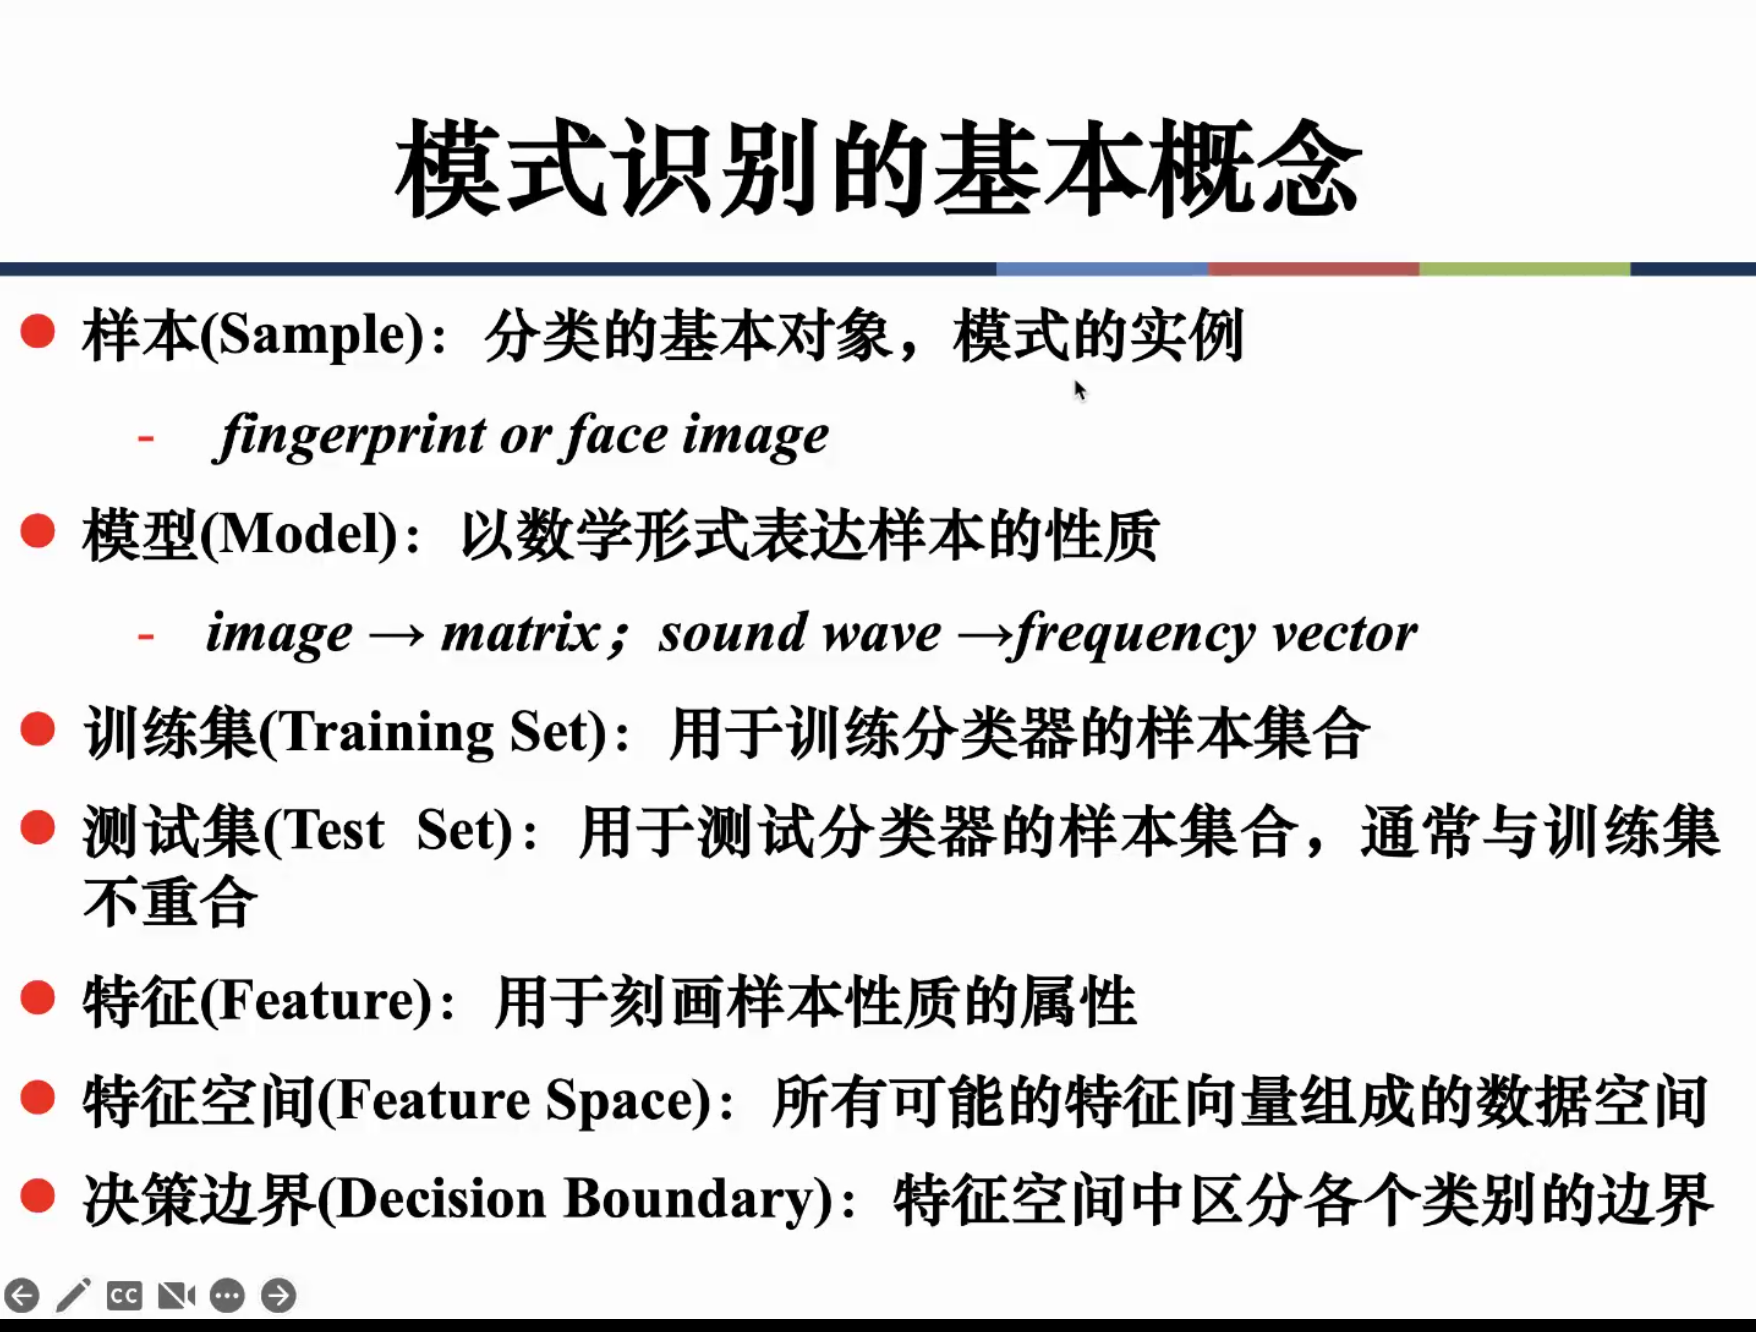 模式识别的基本概念
样本(Sample)：分类的基本对象，模式的实例
- fingerprint or face image
模型(Model)：以数学形式表达样本的性质
- image → matrix；sound wave →frequency vector
训练集(Training Set)：用于训练分类器的样本集合
测试集(Test Set)：用于测试分类器的样本集合，通常与训练集
不重合
特征(Feature)：用于刻画样本性质的属性
特征空间(Feature Space)：所有可能的特征向量组成的数据空间
决策边界(Decision Boundary)：特征空间中区分各个类别的边界
CC